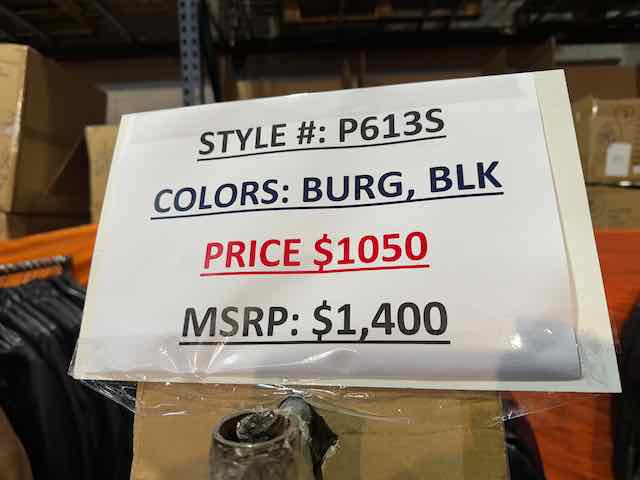 STYLE #: P613S
COLORS: BURG, BLK
PRICE $1050
MSRP: $1,400